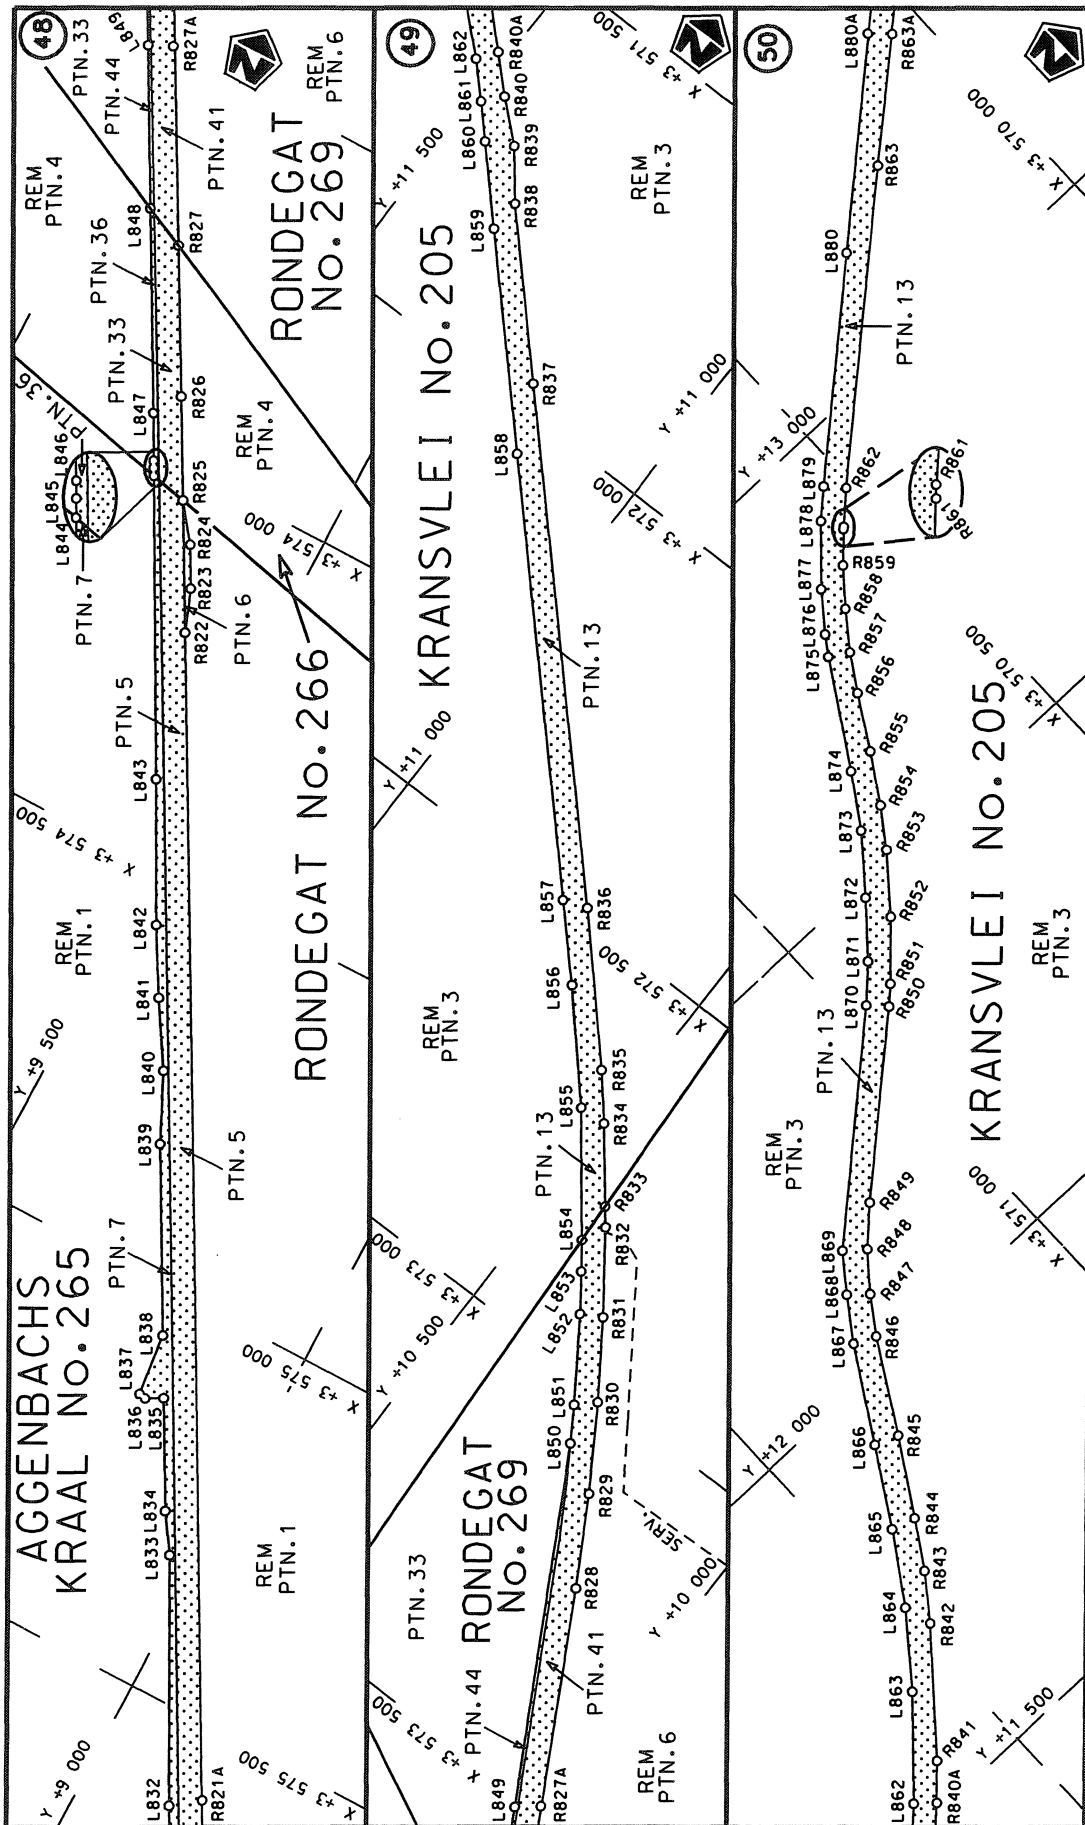 48
PTN.33
L849
R827A
PTN.44
PTN.41
REM
PTN.4
REM
PTN.6
L848
R827
PTN.36
PTN.33
RONDEGAT
No.269
PTN.36
L847
R826
L846
L845
L844
R825
REM
PTN.4
R824
R823
R822
PTN.7
PTN.6
X +3 574 000
RONDEGAT No.266
PTN.5
L843
X +3 574 500
L842
REM
PTN.1
L841
L840
Y +9 500
L839
PTN.5
PTN.7
AGGENBACHS
KRAAL No.265
L838
L837
L836
L835
X +3 575 000
L834
L833
REM
PTN.1
Y +9 000
L832
R821A
X +3 575 500
49
L862
R840A
X +3 571 500
L861
R840
L860
R839
REM
PTN.3
Y +11 500
L859
R838
KRANSVLEI No.205
R837
L858
Y +11 000
X +3 572 000
PTN.13
Y +11 000
L857
R836
L856
X +3 572 500
REM
PTN.3
R835
L855
R834
PTN.13
R833
L854
R832
L853
X +3 573 000
L852
R831
Y +10 500
L851
R830
L850
RONDEGAT
No.269
R829
SERV.
Y +10 000
R828
PTN.33
PTN.41
PTN.44
X +3 573 500
REM
PTN.6
L849
R827A
50
L880A
R863A
X +3 570 000
R863
L880
PTN.13
Y +13 000
L879
R862
L878
R861
R861
L877
R859
L876
R858
L875
R857
R856
X +3 570 500
R855
L874
R854
L873
R853
KRANSVLEI No.205
L872
R852
L871
R851
L870
R850
REM
PTN.3
PTN.13
REM
PTN.3
R849
X +3 571 000
L869
R848
L868
R847
L867
R846
Y +12 000
L866
R845
L865
R844
R843
L864
R842
L863
R841
Y +11 500
L862
R840A